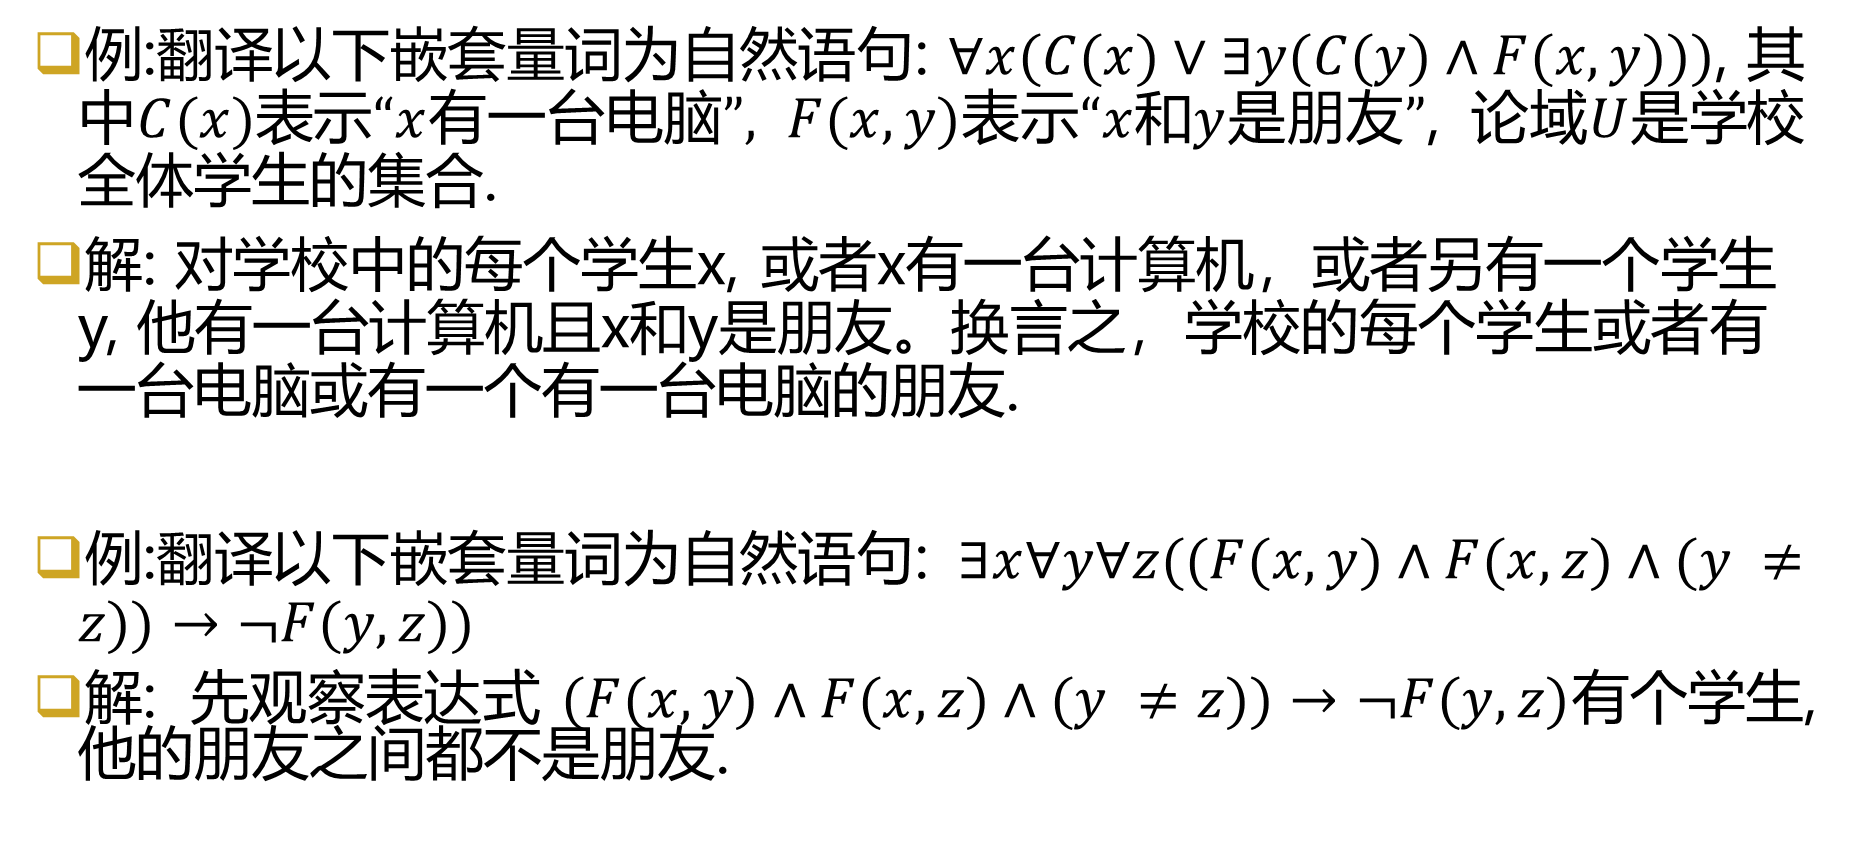 例:翻译以下嵌套量词为自然语句: ∀x(C(x) ∨ ∃y(C(y) ∧ F(x, y))), 其
中C(x)表示“x有一台电脑”, F(x, y)表示“x和y是朋友”, 论域U是学校
全体学生的集合.
解: 对学校中的每个学生x, 或者x有一台计算机，或者另有一个学生
y, 他有一台计算机且x和y是朋友。换言之，学校的每个学生或者有
一台电脑或有一个有一台电脑的朋友.
例:翻译以下嵌套量词为自然语句: ∃x∀y∀z((F(x, y) ∧ F(x, z) ∧ (y ≠
z)) → ¬F(y, z))
解: 先观察表达式 (F(x, y) ∧ F(x, z) ∧ (y ≠ z)) → ¬F(y, z)有个学生,
他的朋友之间都不是朋友.